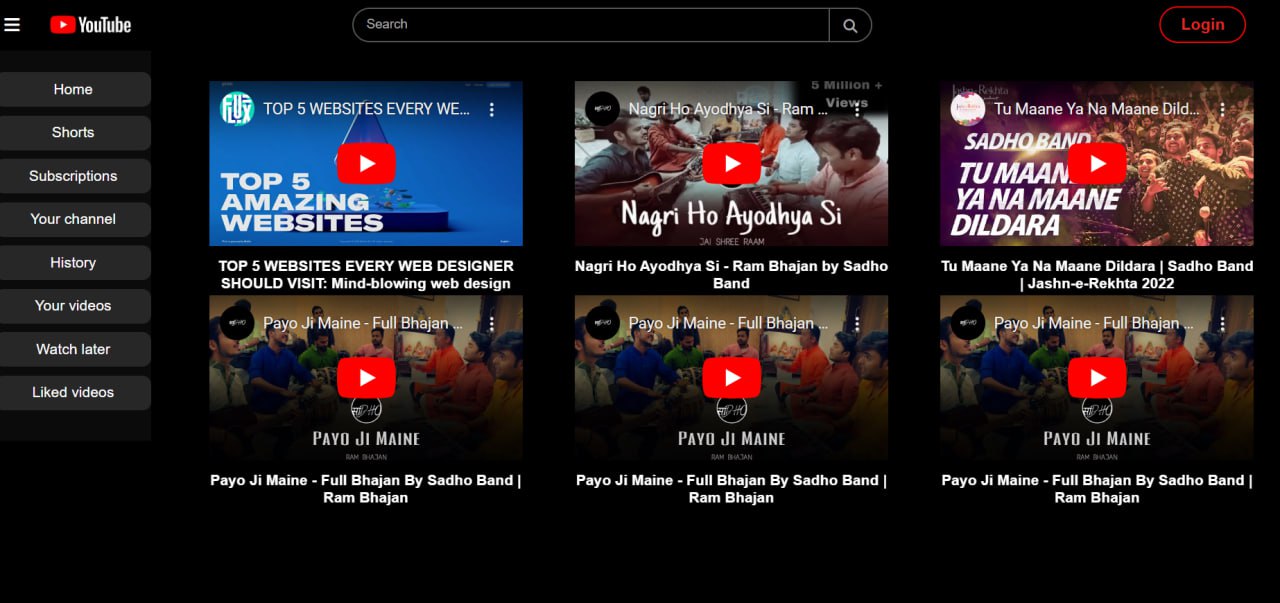 YouTube
Search
Login
Home
Shorts
Subscriptions
Your channel
History
Your videos
Watch later
Liked videos
FLUX
TOP 5 WEBSITES EVERY WE...
TOP 5
AMAZING
WEBSITES
TOP 5 WEBSITES EVERY WEB DESIGNER
SHOULD VISIT: Mind-blowing web design
5 Million +
Views
Nagri Ho Ayodhya Si - Ram ...
Nagri Ho Ayodhya Si
JAI SHREE RAAM
Nagri Ho Ayodhya Si - Ram Bhajan by Sadho
Band
Jashn-e-Rekhta
Tu Maane Ya Na Maane Dild...
SADHO BAND
TU MAANE
YA NA MAANE
DILDARA
Tu Maane Ya Na Maane Dildara | Sadho Band
| Jashn-e-Rekhta 2022
Payo Ji Maine - Full Bhajan ...
साDHO
PAYO JI MAINE
RAM BHAJAN
Payo Ji Maine - Full Bhajan By Sadho Band |
Ram Bhajan
Payo Ji Maine - Full Bhajan ...
साDHO
PAYO JI MAINE
RAM BHAJAN
Payo Ji Maine - Full Bhajan By Sadho Band |
Ram Bhajan
Payo Ji Maine - Full Bhajan ...
साDHO
PAYO JI MAINE
RAM BHAJAN
Payo Ji Maine - Full Bhajan By Sadho Band |
Ram Bhajan